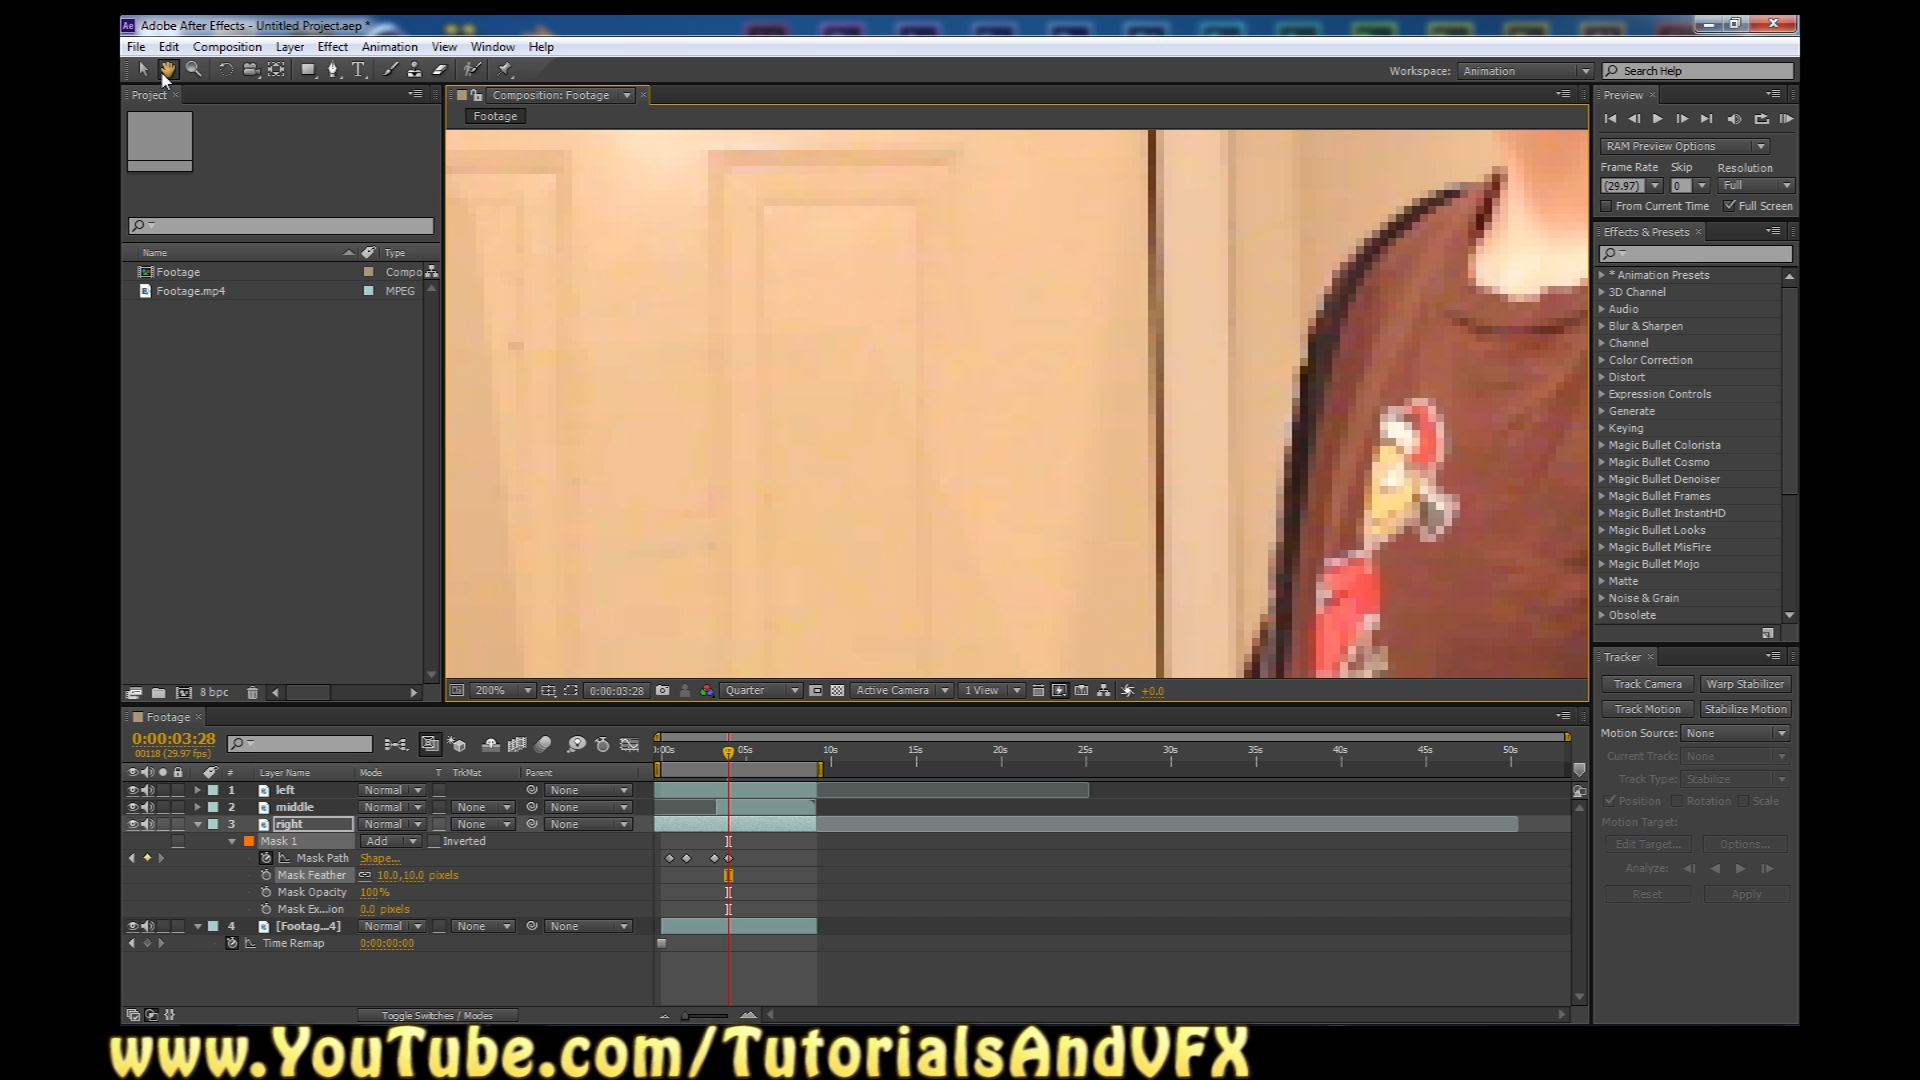 Adobe After Effects - Untitled Project.aep *
File Edit Composition Layer Effect Animation View Window Help
Workspace: Animation Search Help
Project
Composition: Footage
Footage
Name Type
Footage Compo
Footage.mp4 MPEG
8 bpc
200% 0:00:03:28 Quarter Active Camera 1 View +0.0
Preview
RAM Preview Options
Frame Rate Skip Resolution
(29.97) 0 Full
From Current Time Full Screen
Effects & Presets
* Animation Presets
3D Channel
Audio
Blur & Sharpen
Channel
Color Correction
Distort
Expression Controls
Generate
Keying
Magic Bullet Colorista
Magic Bullet Cosmo
Magic Bullet Denoiser
Magic Bullet Frames
Magic Bullet InstantHD
Magic Bullet Looks
Magic Bullet MisFire
Magic Bullet Mojo
Matte
Noise & Grain
Obsolete
Tracker
Track Camera Warp Stabilizer
Track Motion Stabilize Motion
Motion Source: None
Current Track: None
Track Type: Stabilize
Position Rotation Scale
Motion Target:
Edit Target... Options...
Analyze:
Reset Apply
Footage
0:00:03:28
00118 (29.97 fps)
):00s 05s 10s 15s 20s 25s 30s 35s 40s 45s 50s
# Layer Name Mode T TrkMat Parent
1 left Normal None
2 middle Normal None None
3 right Normal None None
Mask 1 Add Inverted
Mask Path Shape...
Mask Feather 10.0,10.0 pixels
Mask Opacity 100%
Mask Ex...ion 0.0 pixels
4 [Footag...4] Normal None None
Time Remap 0:00:00:00
Toggle Switches / Modes
www.YouTube.com/TutorialsAndVFX